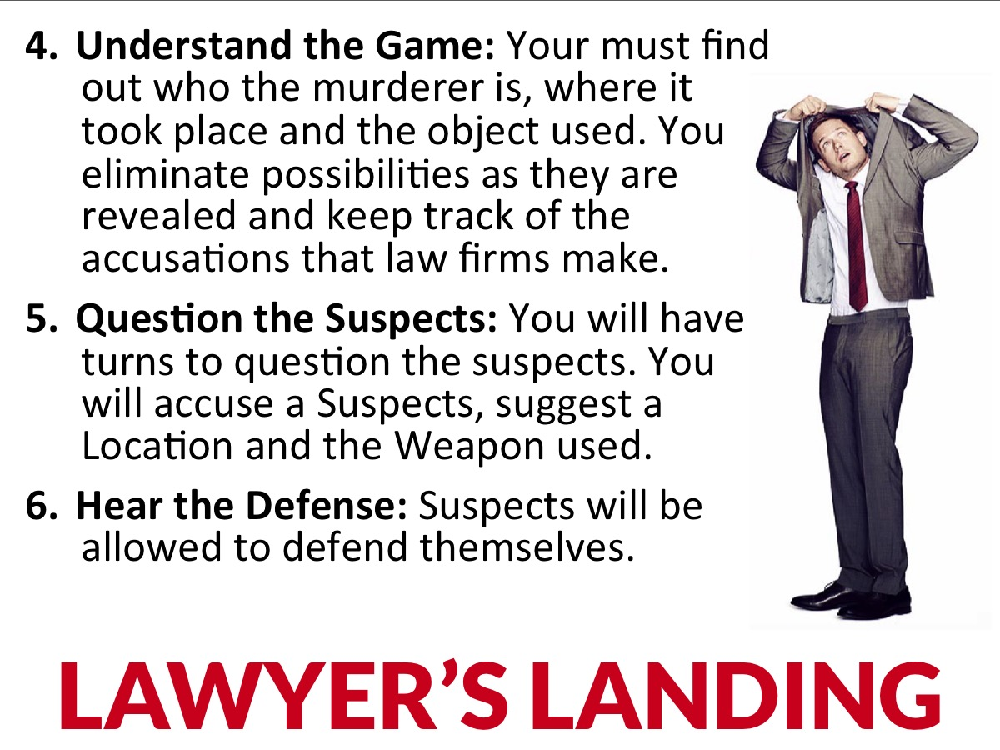 4. Understand the Game: Your must find
out who the murderer is, where it
took place and the object used. You
eliminate possibilities as they are
revealed and keep track of the
accusations that law firms make.
5. Question the Suspects: You will have
turns to question the suspects. You
will accuse a Suspects, suggest a
Location and the Weapon used.
6. Hear the Defense: Suspects will be
allowed to defend themselves.
LAWYER’S LANDING